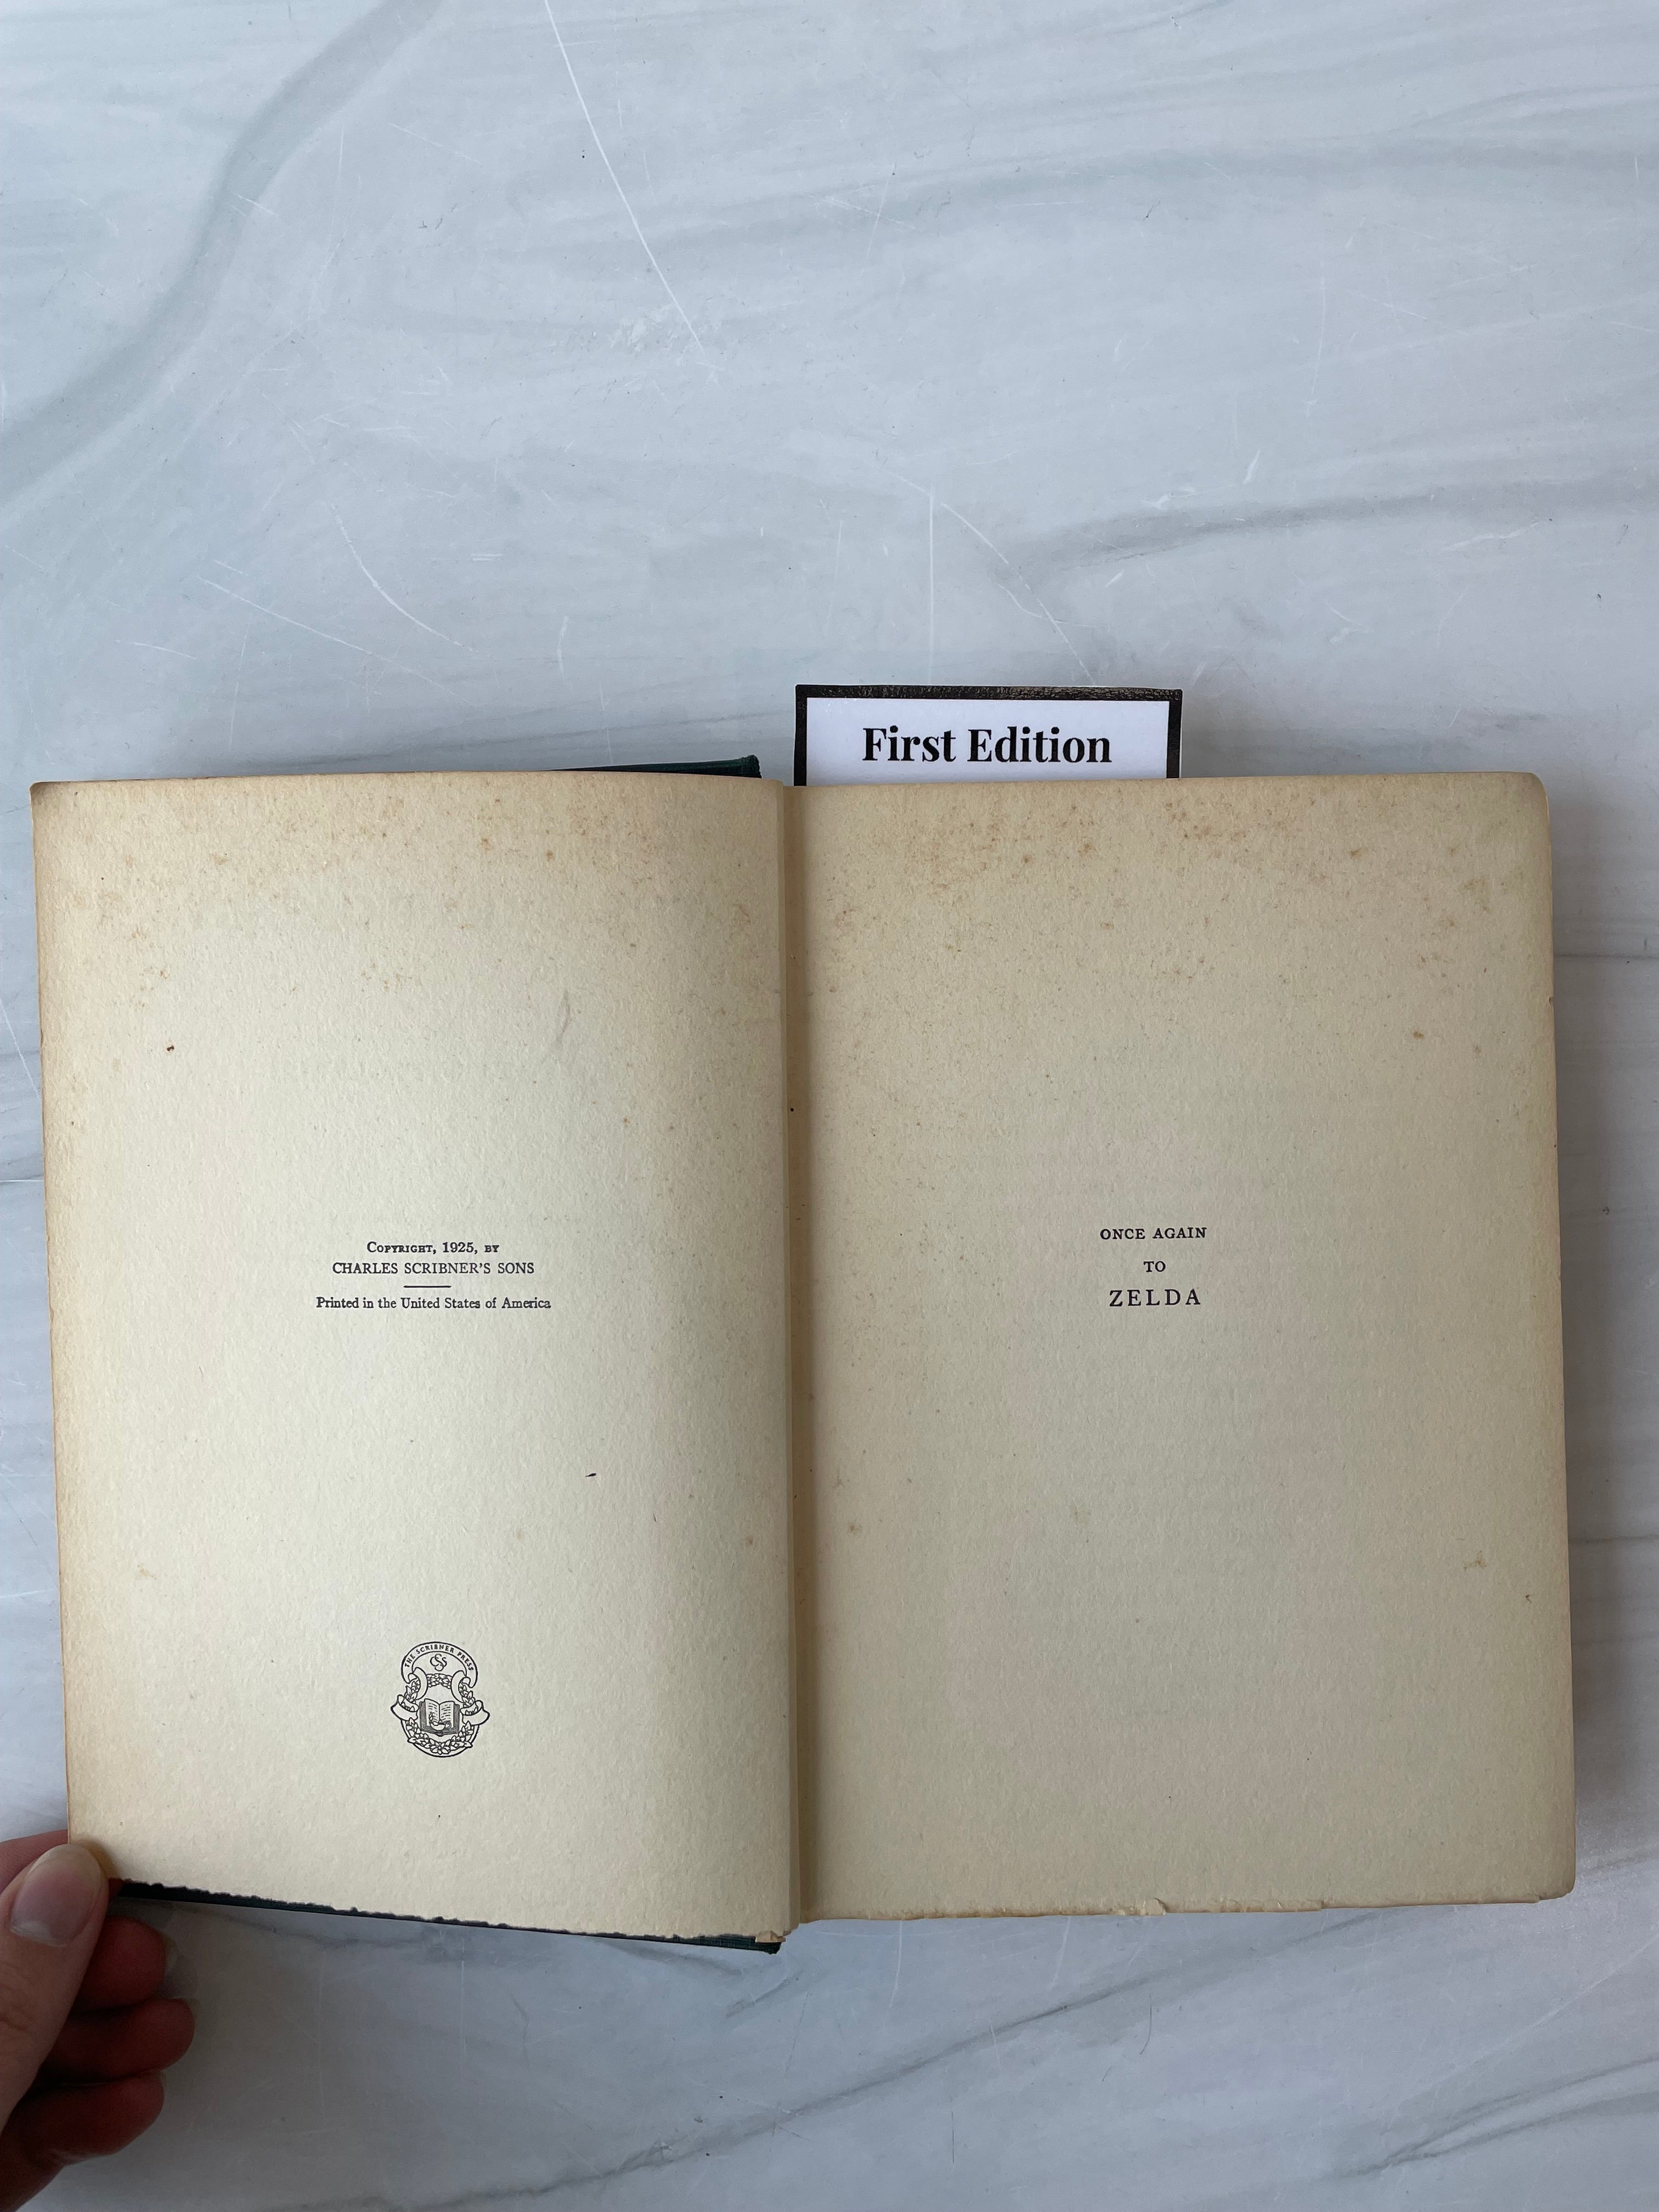 First Edition
COPYRIGHT, 1925, BY
CHARLES SCRIBNER'S SONS
Printed in the United States of America
THE SCRIBNER PRESS
CSS
ONCE AGAIN
TO
ZELDA